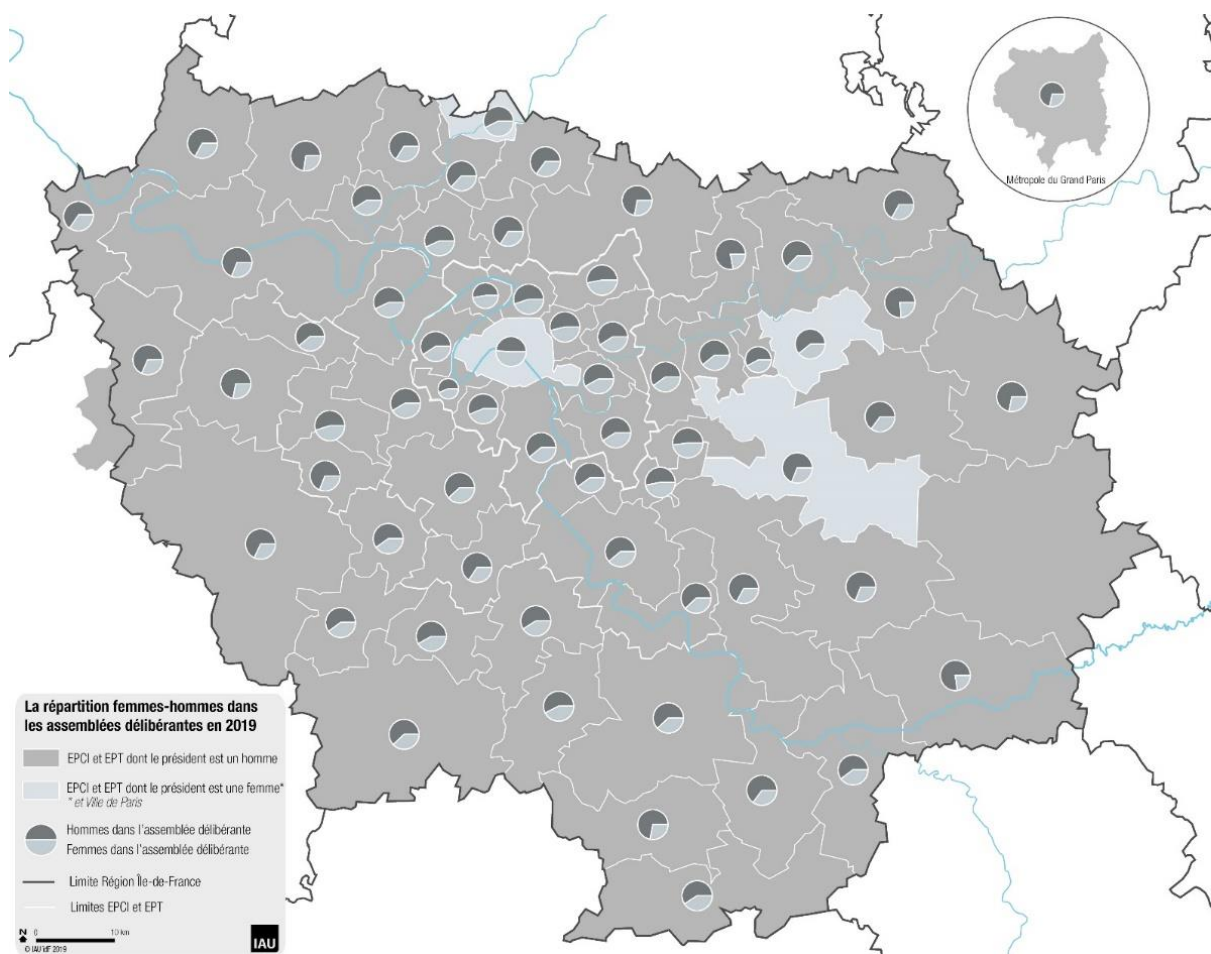 Métropole du Grand Paris
La répartition femmes-hommes dans
les assemblées délibérantes en 2019
EPCI et EPT dont le président est un homme
EPCI et EPT dont le président est une femme*
* et Ville de Paris
Hommes dans l'assemblée délibérante
Femmes dans l'assemblée délibérante
Limite Région Île-de-France
Limites EPCI et EPT
N 0 10 km
© IAU îdF 2019
IAU